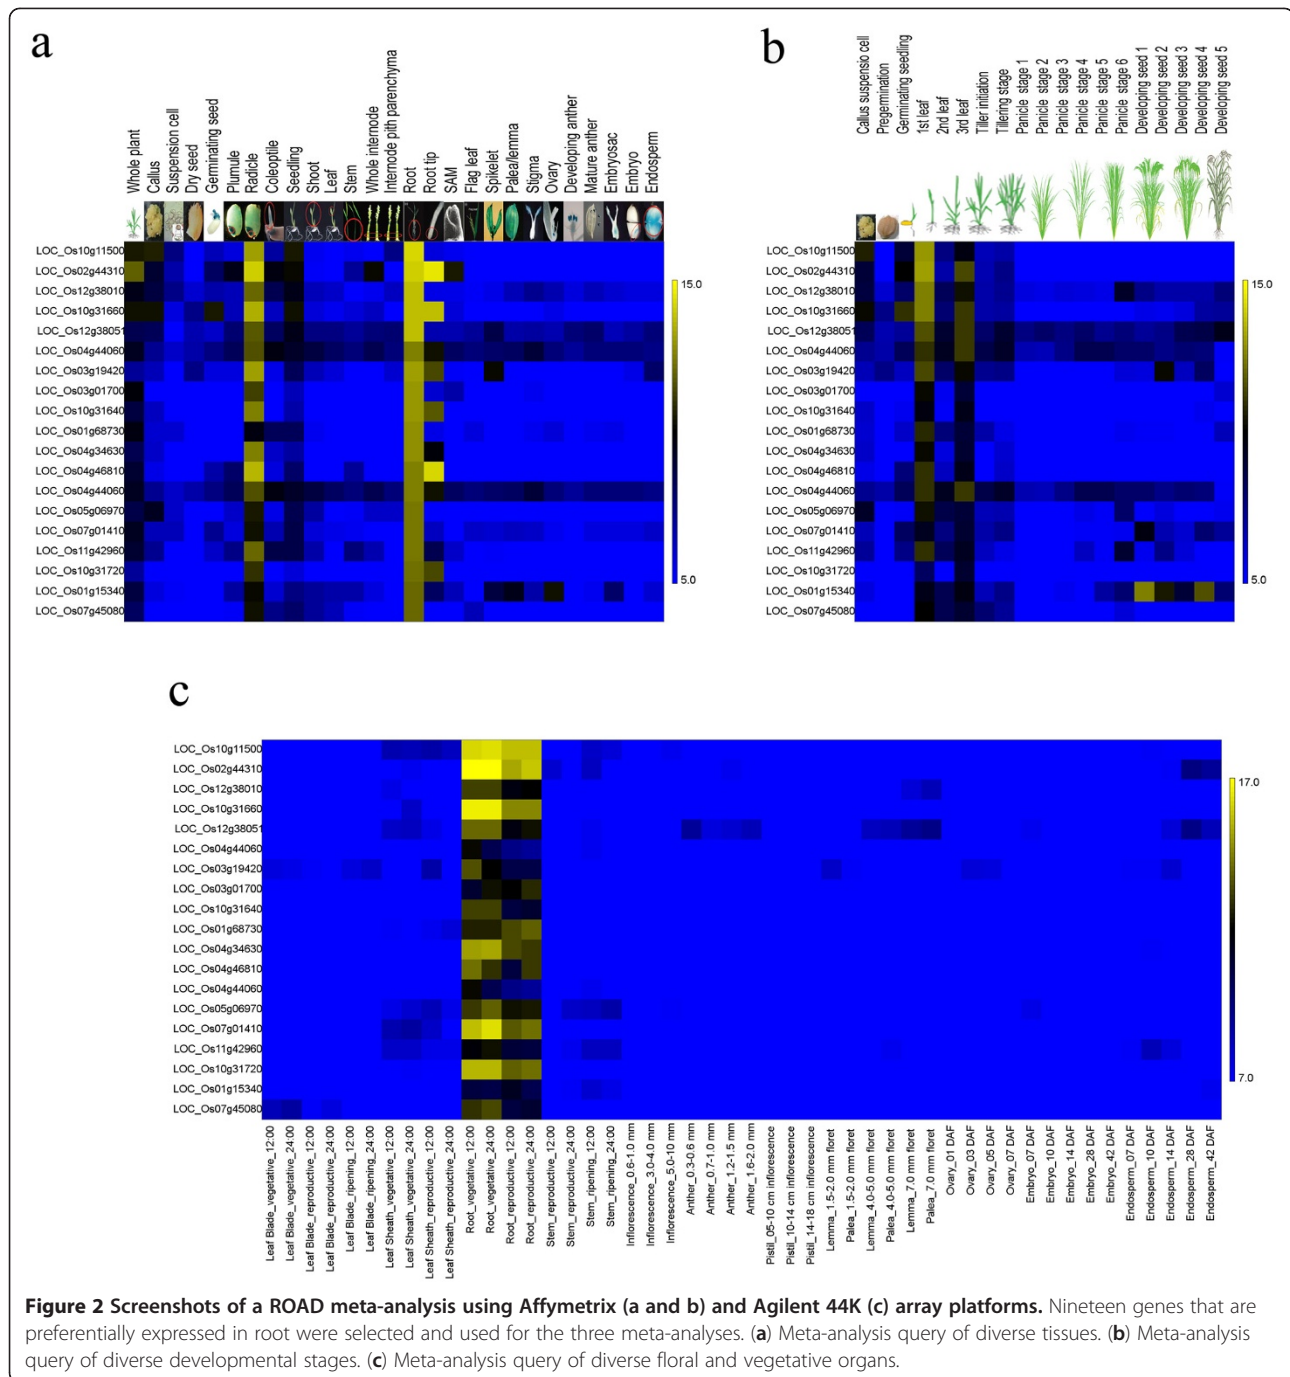 a
Whole plant
Callus
Suspension cell
Dry seed
Germinating seed
Plumule
Radicle
Coleoptile
Seedling
Shoot
Leaf
Stem
Whole internode
Internode pith parenchyma
Root
Root tip
SAM
Flag leaf
Spikelet
Palea/lemma
Stigma
Ovary
Developing anther
Mature anther
Embryosac
Embryo
Endosperm
LOC_Os10g11500
LOC_Os02g44310
LOC_Os12g38010
LOC_Os10g31660
LOC_Os12g38051
LOC_Os04g44060
LOC_Os03g19420
LOC_Os03g01700
LOC_Os10g31640
LOC_Os01g68730
LOC_Os04g34630
LOC_Os04g46810
LOC_Os04g44060
LOC_Os05g06970
LOC_Os07g01410
LOC_Os11g42960
LOC_Os10g31720
LOC_Os01g15340
LOC_Os07g45080
15.0
5.0
b
Callus suspensio cell
Pregermination
Germinating seedling
1st leaf
2nd leaf
3rd leaf
Tiller initiation
Tillering stage
Panicle stage 1
Panicle stage 2
Panicle stage 3
Panicle stage 4
Panicle stage 5
Panicle stage 6
Developing seed 1
Developing seed 2
Developing seed 3
Developing seed 4
Developing seed 5
LOC_Os10g11500
LOC_Os02g44310
LOC_Os12g38010
LOC_Os10g31660
LOC_Os12g38051
LOC_Os04g44060
LOC_Os03g19420
LOC_Os03g01700
LOC_Os10g31640
LOC_Os01g68730
LOC_Os04g34630
LOC_Os04g46810
LOC_Os04g44060
LOC_Os05g06970
LOC_Os07g01410
LOC_Os11g42960
LOC_Os10g31720
LOC_Os01g15340
LOC_Os07g45080
15.0
5.0
c
LOC_Os10g11500
LOC_Os02g44310
LOC_Os12g38010
LOC_Os10g31660
LOC_Os12g38051
LOC_Os04g44060
LOC_Os03g19420
LOC_Os03g01700
LOC_Os10g31640
LOC_Os01g68730
LOC_Os04g34630
LOC_Os04g46810
LOC_Os04g44060
LOC_Os05g06970
LOC_Os07g01410
LOC_Os11g42960
LOC_Os10g31720
LOC_Os01g15340
LOC_Os07g45080
17.0
7.0
Leaf Blade_vegetative_12:00
Leaf Blade_vegetative_24:00
Leaf Blade_reproductive_12:00
Leaf Blade_reproductive_24:00
Leaf Blade_ripening_12:00
Leaf Blade_ripening_24:00
Leaf Sheath_vegetative_12:00
Leaf Sheath_vegetative_24:00
Leaf Sheath_reproductive_12:00
Leaf Sheath_reproductive_24:00
Root_vegetative_12:00
Root_vegetative_24:00
Root_reproductive_12:00
Root_reproductive_24:00
Stem_reproductive_12:00
Stem_reproductive_24:00
Stem_ripening_12:00
Stem_ripening_24:00
Inflorescence_0.6-1.0 mm
Inflorescence_3.0-4.0 mm
Inflorescence_5.0-10 mm
Anther_0.3-0.6 mm
Anther_0.7-1.0 mm
Anther_1.2-1.5 mm
Anther_1.6-2.0 mm
Pistil_05-10 cm inflorescence
Pistil_10-14 cm inflorescence
Pistil_14-18 cm inflorescence
Lemma_1.5-2.0 mm floret
Palea_1.5-2.0 mm floret
Lemma_4.0-5.0 mm floret
Palea_4.0-5.0 mm floret
Lemma_7.0 mm floret
Palea_7.0 mm floret
Ovary_01 DAF
Ovary_03 DAF
Ovary_05 DAF
Ovary_07 DAF
Embryo_07 DAF
Embryo_10 DAF
Embryo_14 DAF
Embryo_28 DAF
Embryo_42 DAF
Endosperm_07 DAF
Endosperm_10 DAF
Endosperm_14 DAF
Endosperm_28 DAF
Endosperm_42 DAF
Figure 2 Screenshots of a ROAD meta-analysis using Affymetrix (a and b) and Agilent 44K (c) array platforms. Nineteen genes that are
preferentially expressed in root were selected and used for the three meta-analyses. (a) Meta-analysis query of diverse tissues. (b) Meta-analysis
query of diverse developmental stages. (c) Meta-analysis query of diverse floral and vegetative organs.